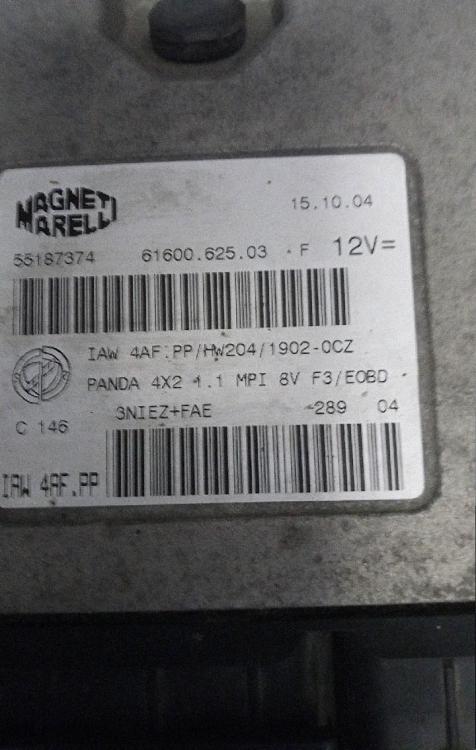 MAGNETI
MARELLI
15.10.04
55187374 61600.625.03 · F 12V=
IAW 4AF.PP/HW204/1902-0CZ
PANDA 4X2 1.1 MPI 8V F3/EOBD
3NIEZ+FAE 289 04
C 146
IAW 4AF.PP